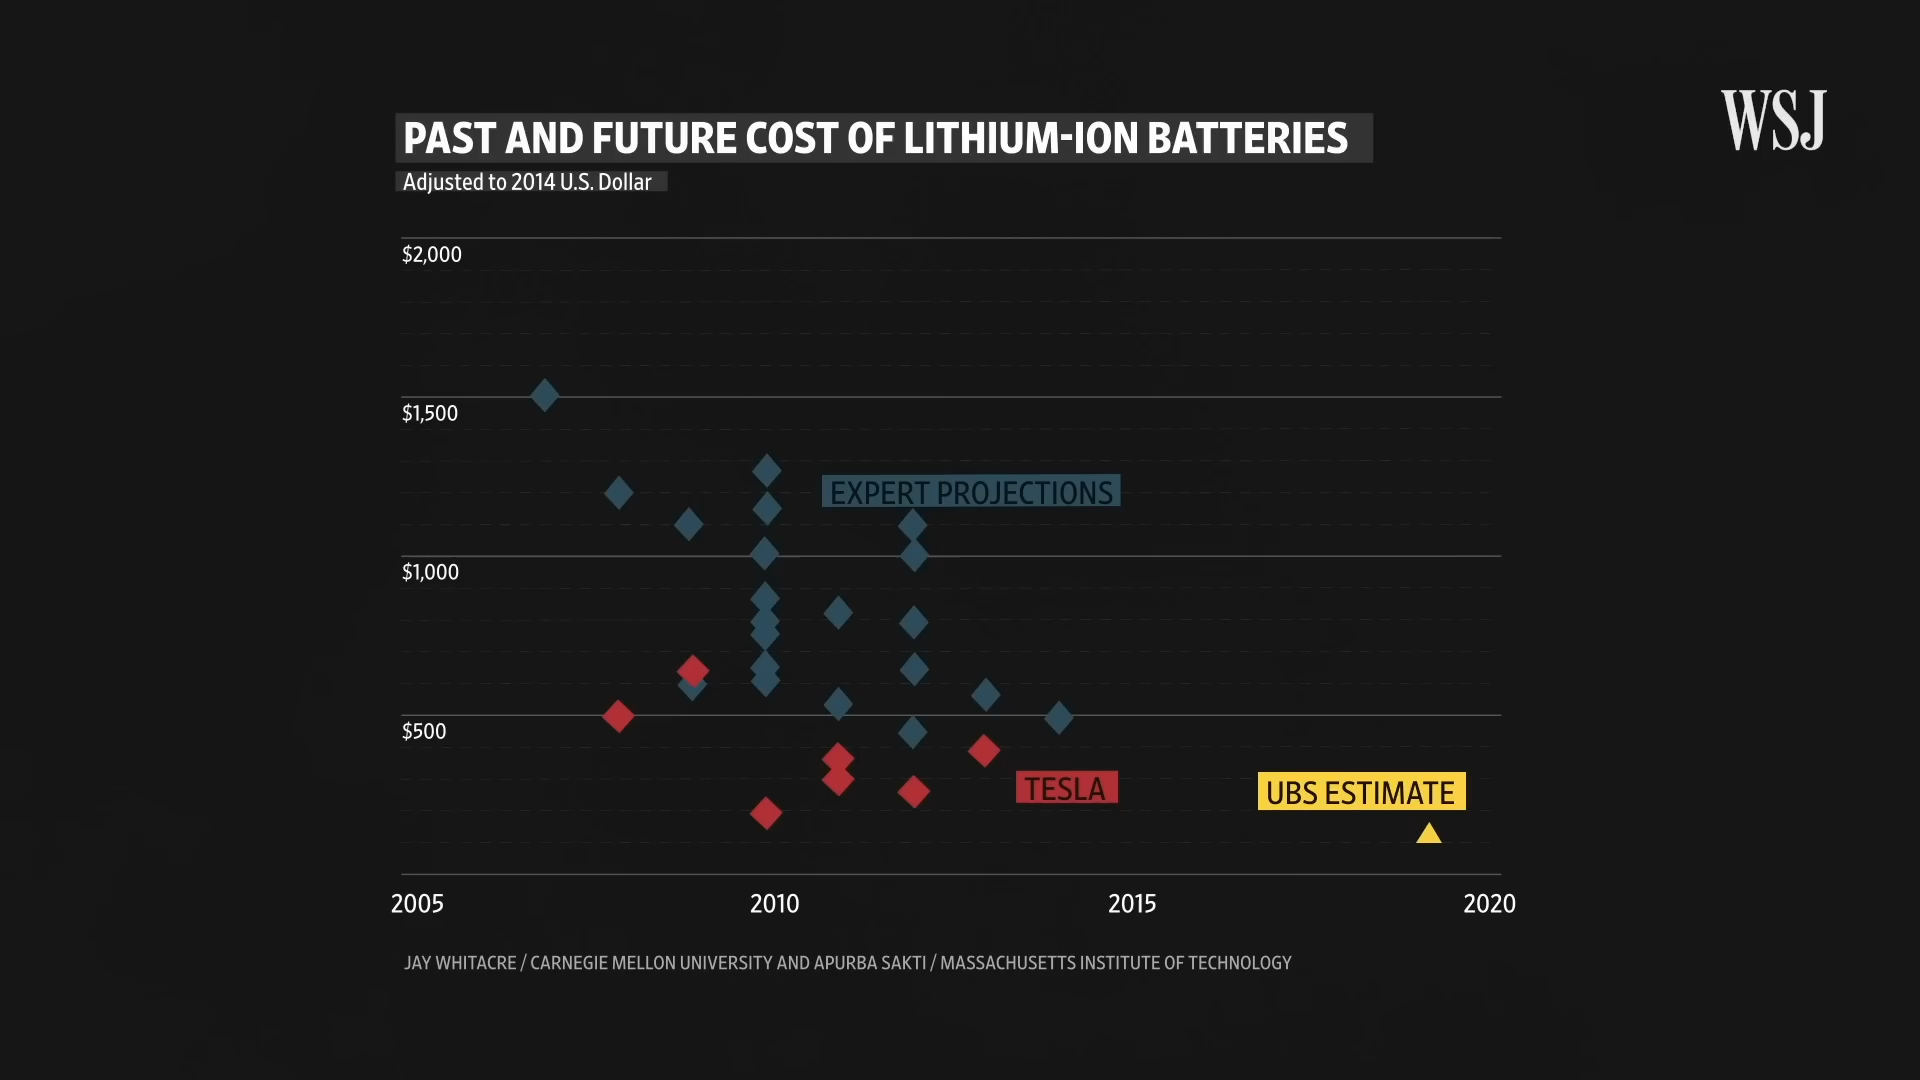 WSJ
PAST AND FUTURE COST OF LITHIUM-ION BATTERIES
Adjusted to 2014 U.S. Dollar
$2,000
$1,500
EXPERT PROJECTIONS
$1,000
$500
TESLA
UBS ESTIMATE
2005 2010 2015 2020
JAY WHITACRE / CARNEGIE MELLON UNIVERSITY AND APURBA SAKTI / MASSACHUSETTS INSTITUTE OF TECHNOLOGY